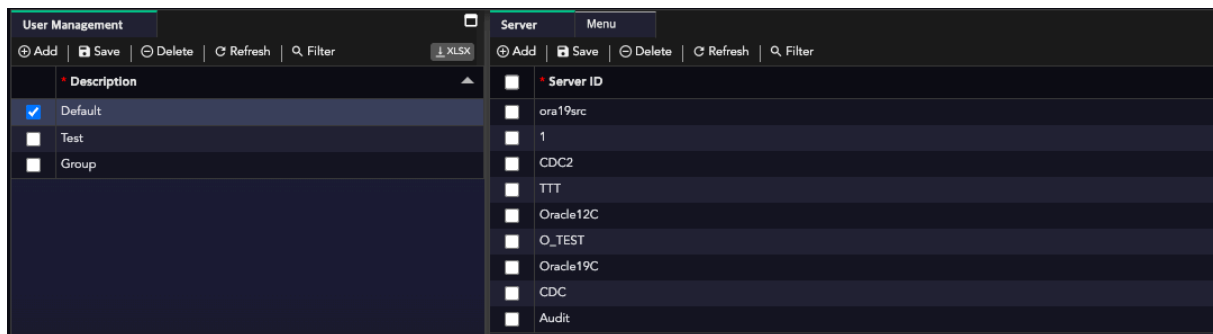 User Management
Add | Save | Delete | Refresh | Filter XLSX
* Description
Default
Test
Group
Server Menu
Add | Save | Delete | Refresh | Filter
* Server ID
ora19src
1
CDC2
TTT
Oracle12C
O_TEST
Oracle19C
CDC
Audit